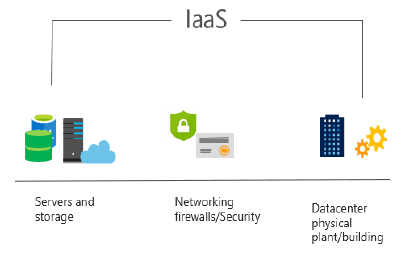 IaaS
Servers and
storage
Networking
firewalls/Security
Datacenter
physical
plant/building